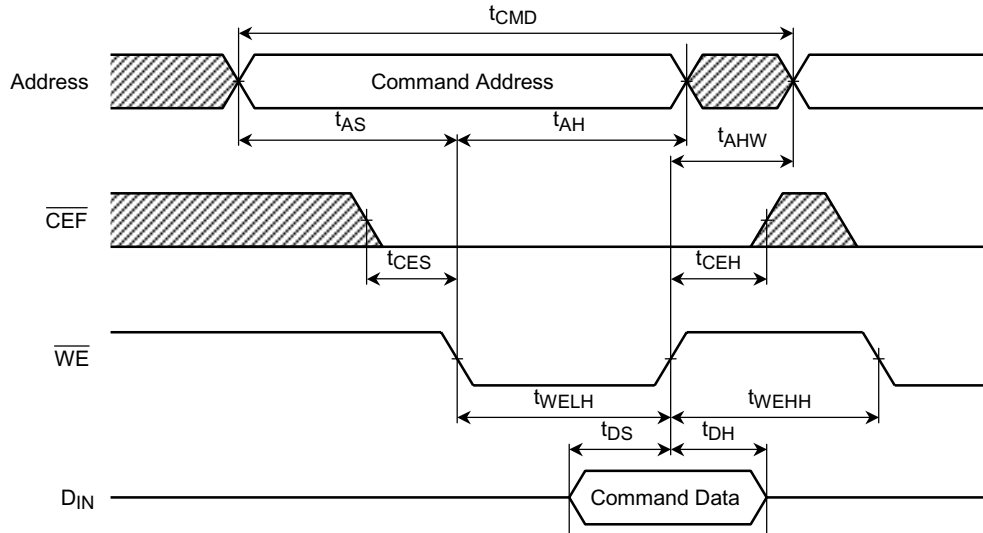 tCMD
Address
Command Address
tAS
tAH
tAHW
CEF
tCES
tCEH
WE
tWELH
tWEHH
tDS
tDH
DIN
Command Data